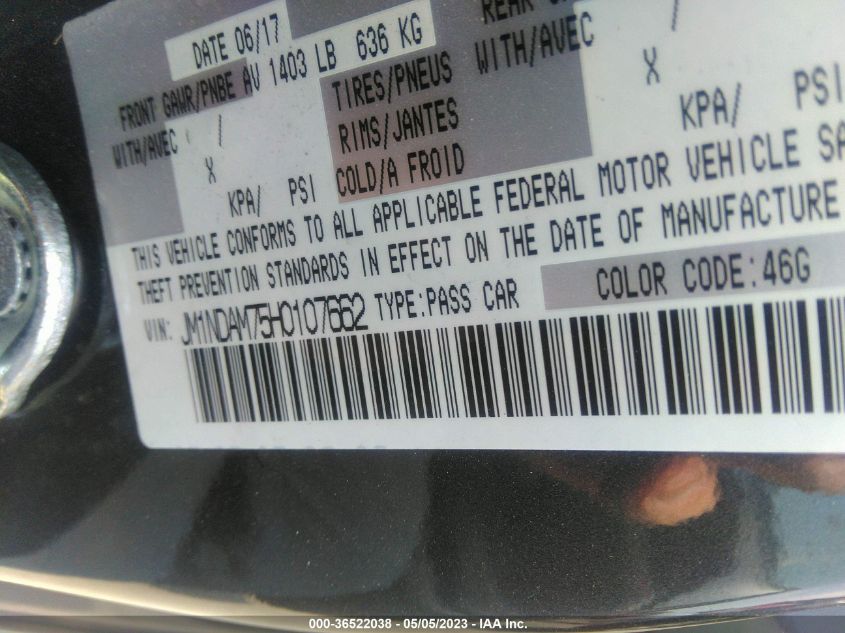 DATE 06/17
FRONT GAWR/PNBE AV 1403 LB 636 KG
WITH/AVEC /
X
KPA/ PSI
TIRES/PNEUS
RIMS/JANTES
COLD/A FROID
REAR
WITH/AVEC /
X
KPA/ PSI
THIS VEHICLE CONFORMS TO ALL APPLICABLE FEDERAL MOTOR VEHICLE SA
THEFT PREVENTION STANDARDS IN EFFECT ON THE DATE OF MANUFACTURE
VIN: JM1NDAM75H0107662 TYPE:PASS CAR COLOR CODE:46G
000-36522038 - 05/05/2023 - IAA Inc.